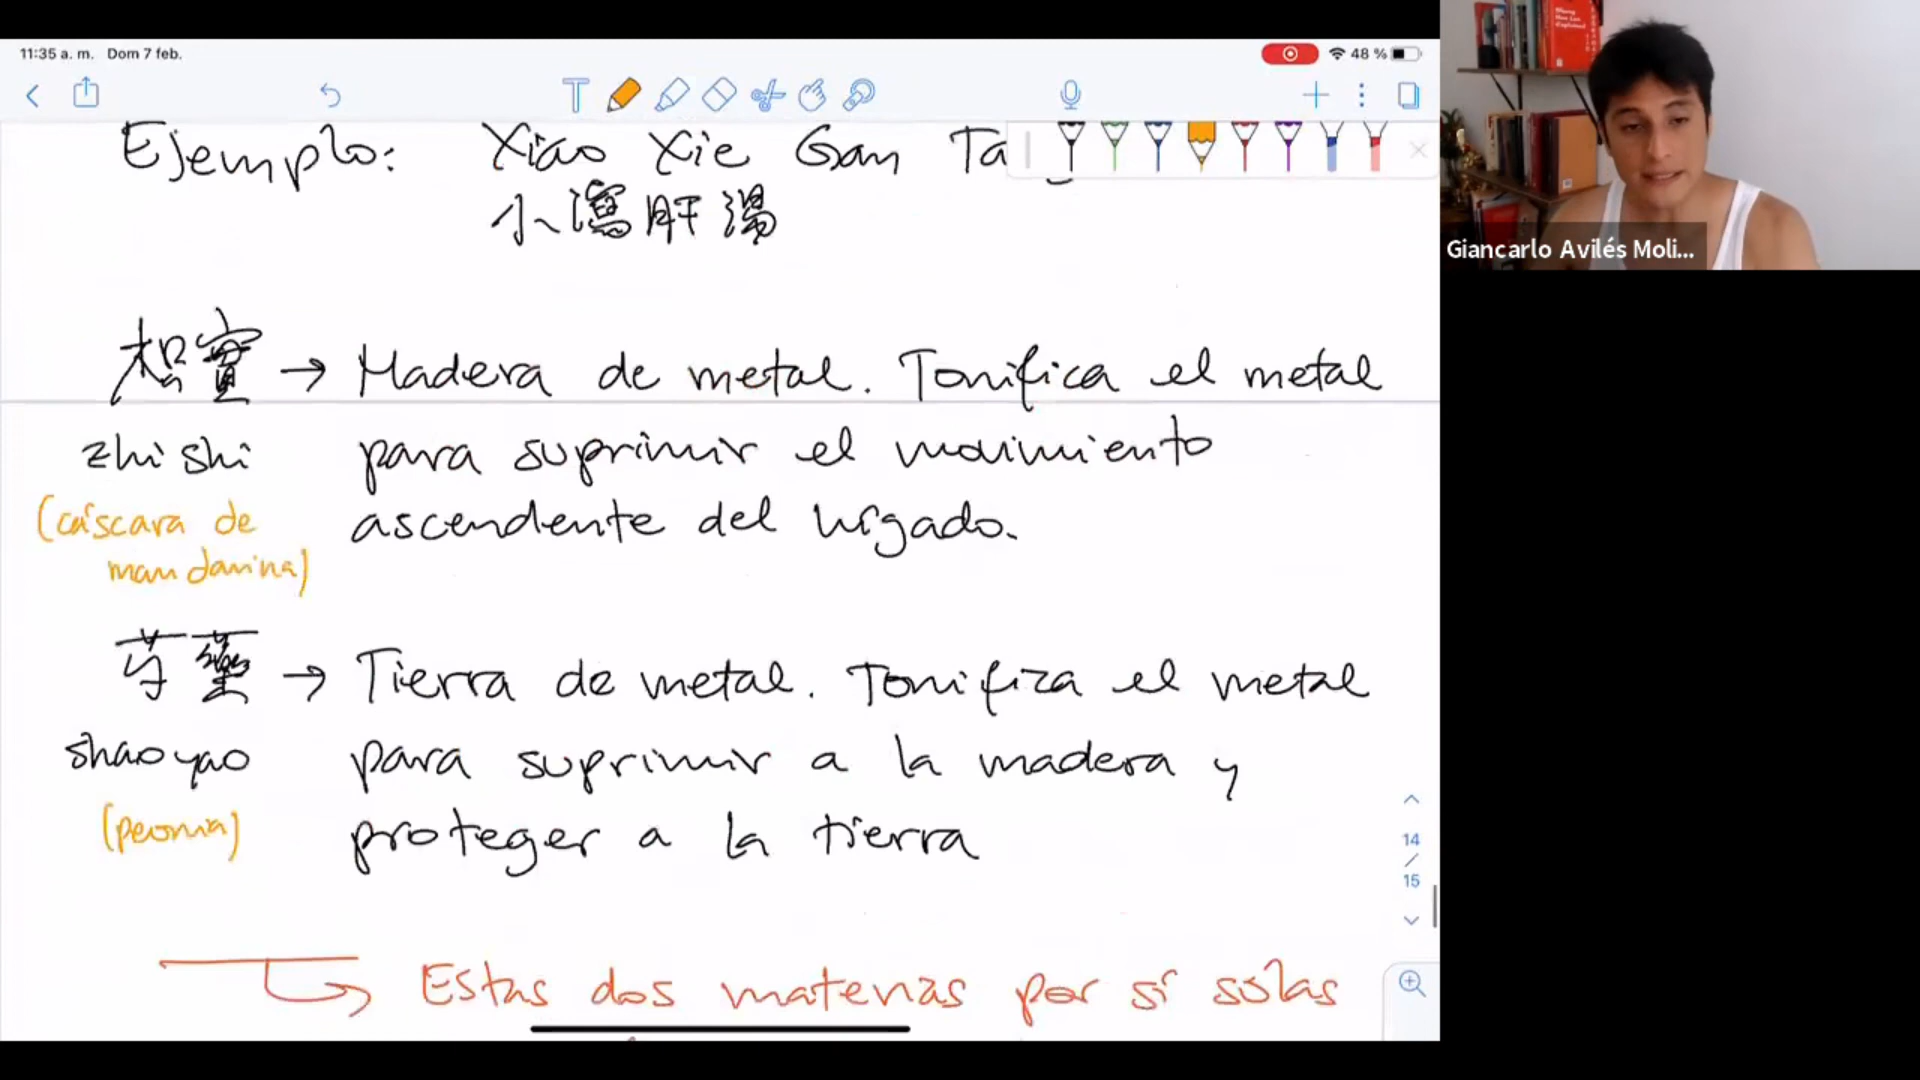 11:35 a. m. Dom 7 feb.
48 %
Ejemplo: Xiao Xie Gan Ta
小瀉肝湯
枳實 → Madera de metal. Tonifica el metal
zhi shi para suprimir el movimiento
(cáscara de ascendente del hígado.
mandarina)
芍藥 → Tierra de metal. Tonifica el metal
shaoyao para suprimir a la madera y
(peonia) proteger a la tierra
14
/
15
Estas dos materias por sí solas
Giancarlo Avilés Moli...